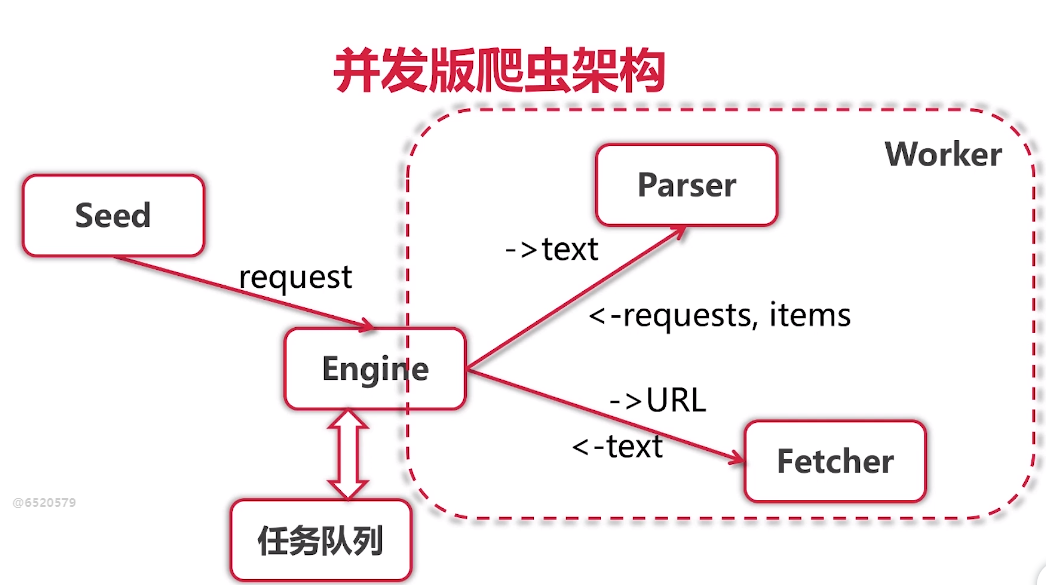 并发版爬虫架构
Worker
Parser
Seed
->text
request
<-requests, items
Engine
->URL
<-text
Fetcher
@6520579
任务队列